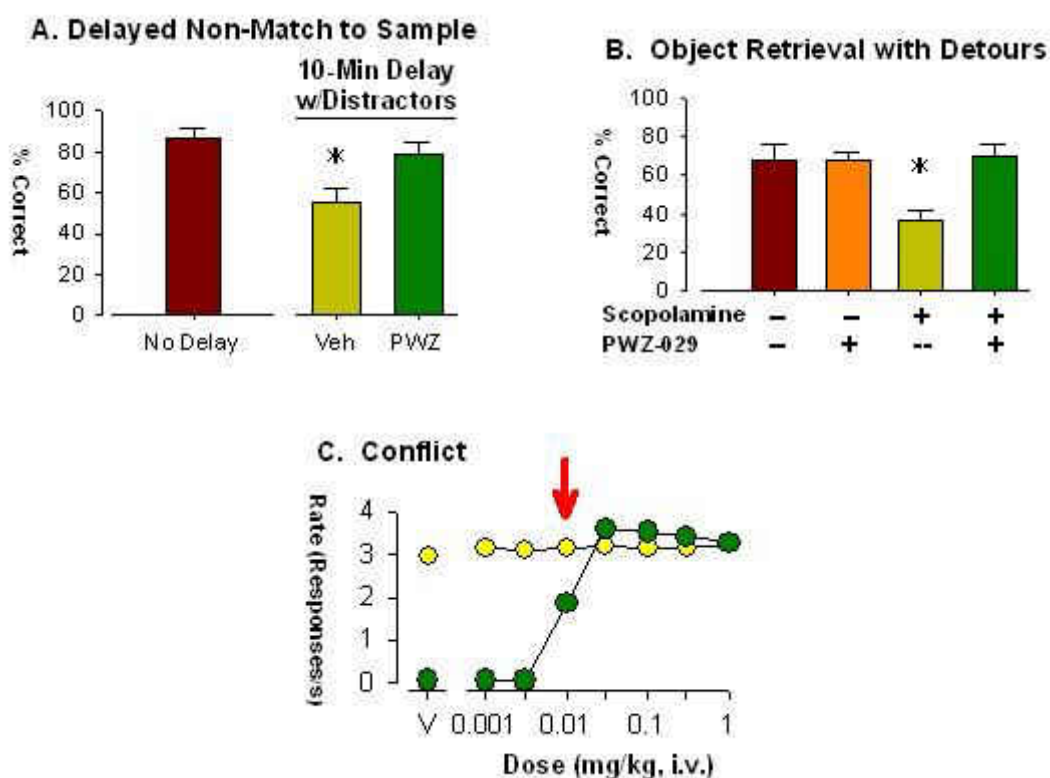 A. Delayed Non-Match to Sample
10-Min Delay
w/Distractors
% Correct
100
80
60
40
20
0
*
No Delay
Veh
PWZ
B. Object Retrieval with Detours
% Correct
100
80
60
40
20
0
*
Scopolamine – – + +
PWZ-029 – + -- +
C. Conflict
Rate (Responses/s)
4
3
2
1
0
V 0.001 0.01 0.1 1
Dose (mg/kg, i.v.)